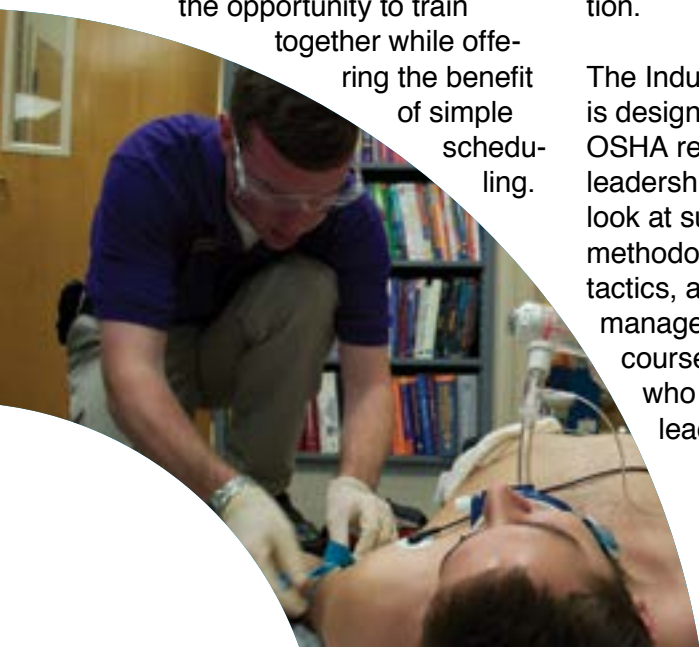 the opportunity to train
together while offe-
ring the benefit
of simple
schedu-
ling.
tion.
The Indu
is design
OSHA re
leadersh
look at su
methodo
tactics, a
manage
course
who
lead